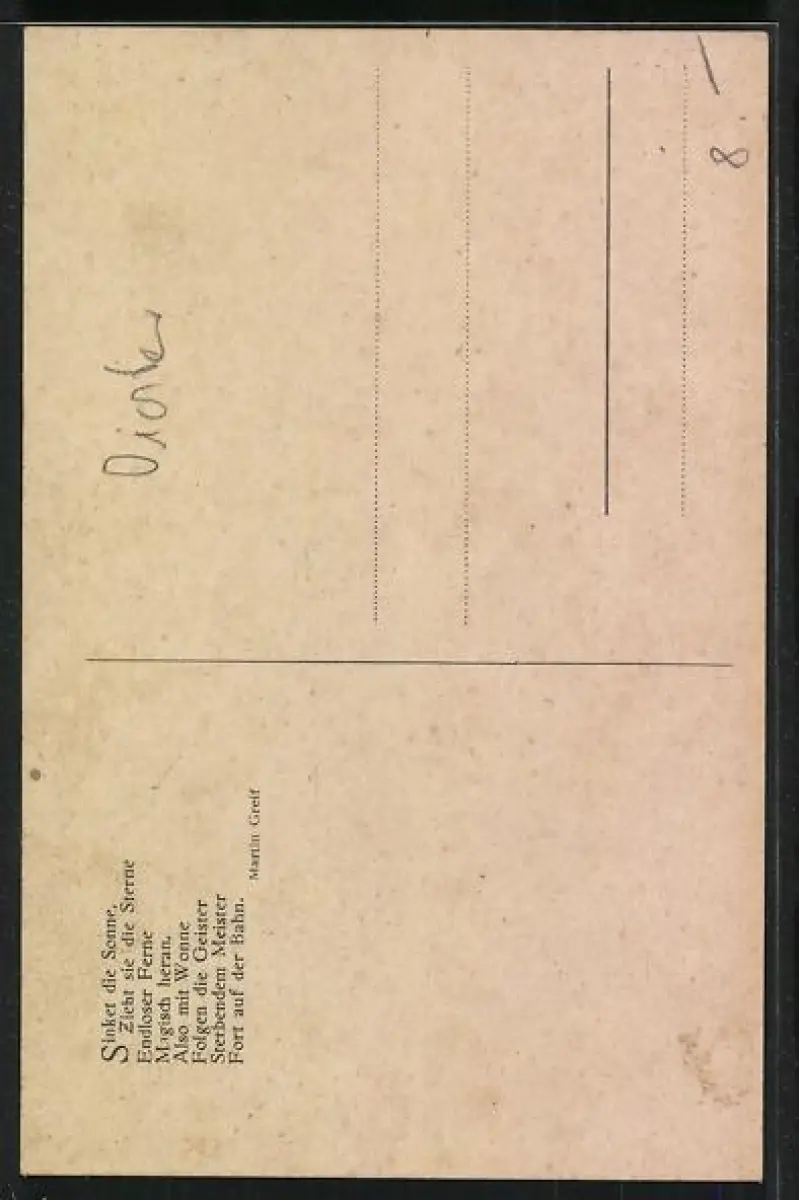 Sinket die Sonne,
Zieht sie die Sterne
Endloser Ferne
Magisch heran,
Also mit Wonne
Folgen die Geister
Sterbendem Meister
Fort auf der Bahn.
Martin Greif
8.-